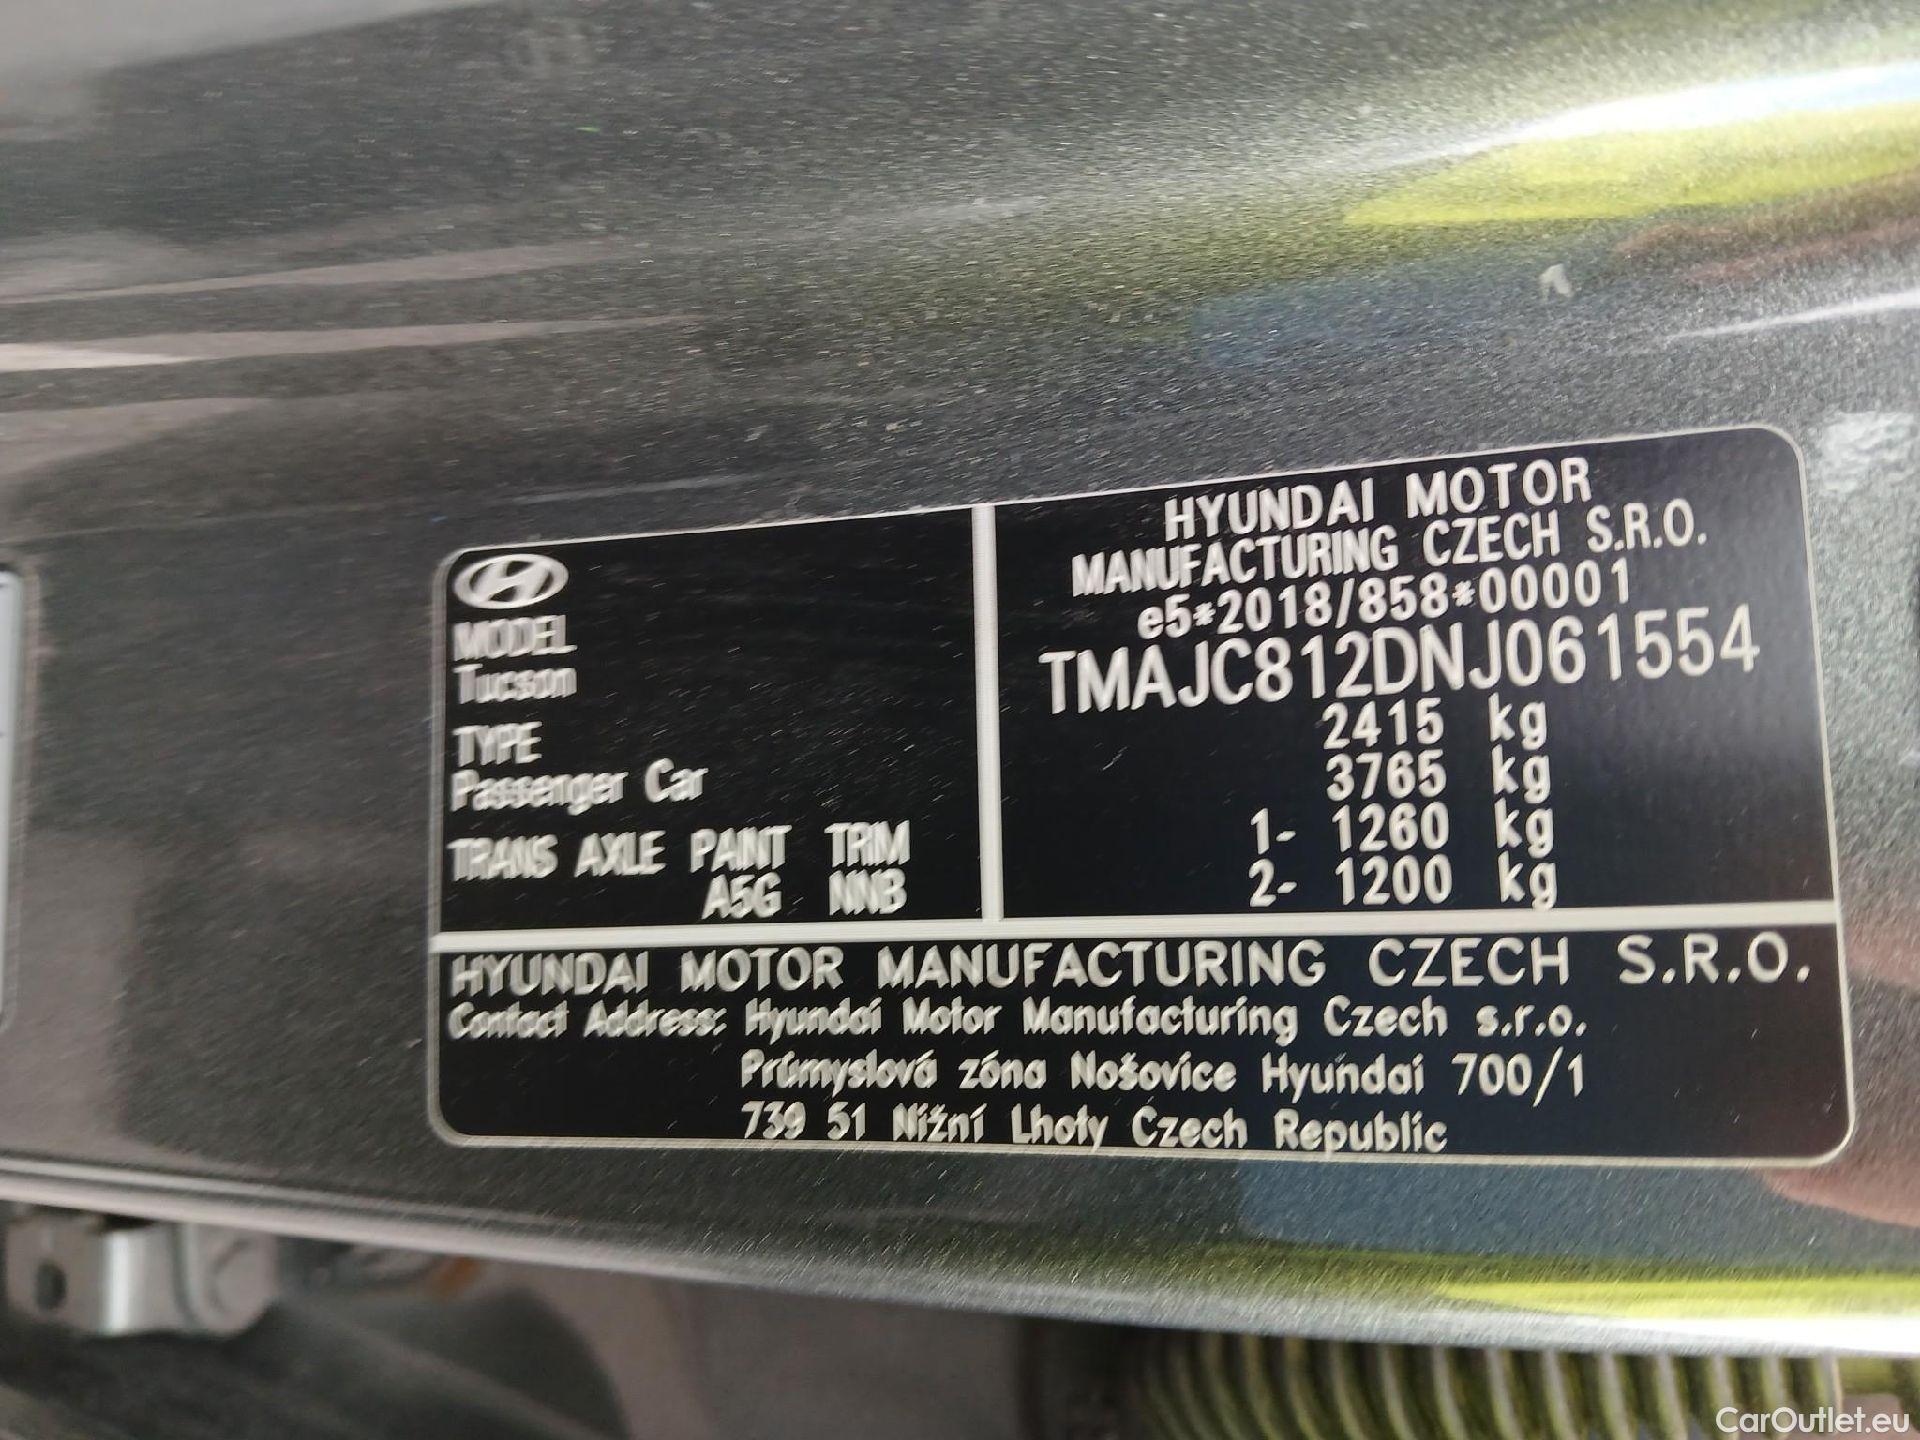 MODEL
Tucson
TYPE
Passenger Car
TRANS AXLE PAINT TRIM
A5G NNB
HYUNDAI MOTOR
MANUFACTURING CZECH S.R.O.
e5*2018/858*00001
TMAJC812DNJ061554
2415 kg
3765 kg
1- 1260 kg
2- 1200 kg
HYUNDAI MOTOR MANUFACTURING CZECH S.R.O.
Contact Address: Hyundai Motor Manufacturing Czech s.r.o.
Průmyslová zóna Nošovice Hyundai 700/1
739 51 Nižní Lhoty Czech Republic
CarOutlet.eu